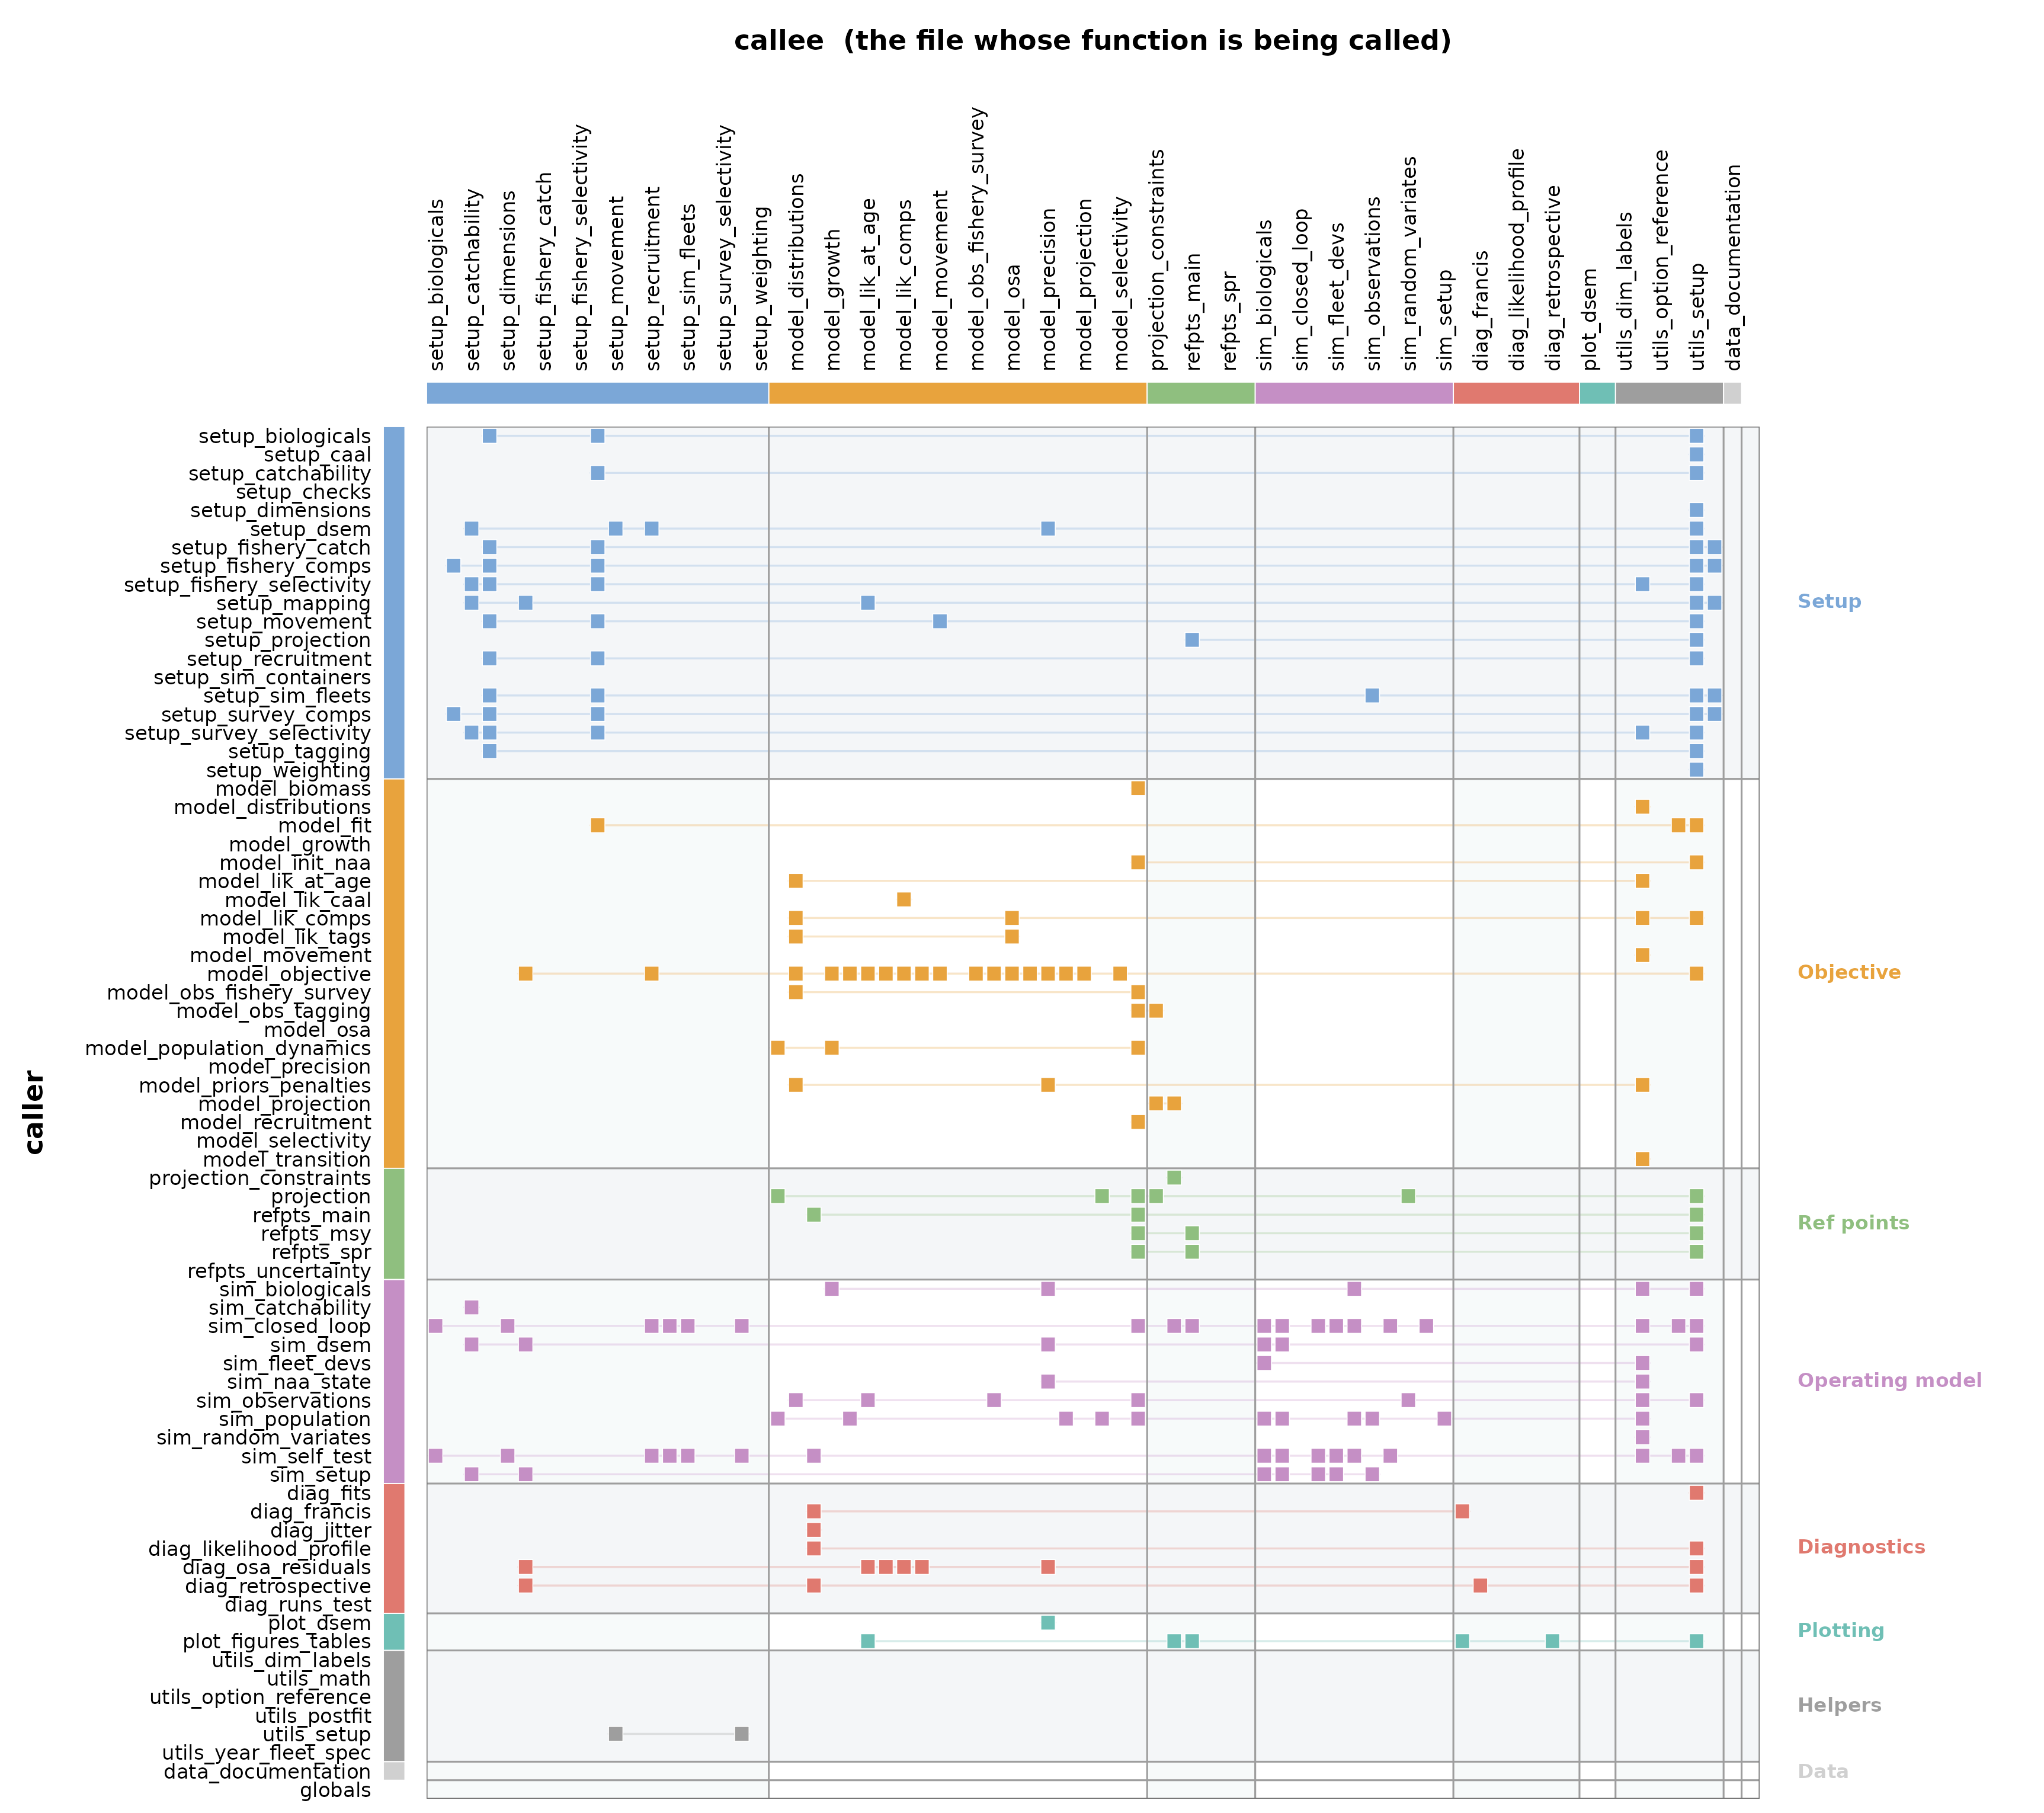 callee  (the file whose function is being called)
setup_biologicals
setup_catchability
setup_dimensions
setup_fishery_catch
setup_fishery_selectivity
setup_movement
setup_recruitment
setup_sim_fleets
setup_survey_selectivity
setup_weighting
model_distributions
model_growth
model_lik_at_age
model_lik_comps
model_movement
model_obs_fishery_survey
model_osa
model_precision
model_projection
model_selectivity
projection_constraints
refpts_main
refpts_spr
sim_biologicals
sim_closed_loop
sim_fleet_devs
sim_observations
sim_random_variates
sim_setup
diag_francis
diag_likelihood_profile
diag_retrospective
plot_dsem
utils_dim_labels
utils_option_reference
utils_setup
data_documentation
caller
setup_biologicals
setup_caal
setup_catchability
setup_checks
setup_dimensions
setup_dsem
setup_fishery_catch
setup_fishery_comps
setup_fishery_selectivity
setup_mapping
setup_movement
setup_projection
setup_recruitment
setup_sim_containers
setup_sim_fleets
setup_survey_comps
setup_survey_selectivity
setup_tagging
setup_weighting
model_biomass
model_distributions
model_fit
model_growth
model_init_naa
model_lik_at_age
model_lik_caal
model_lik_comps
model_lik_tags
model_movement
model_objective
model_obs_fishery_survey
model_obs_tagging
model_osa
model_population_dynamics
model_precision
model_priors_penalties
model_projection
model_recruitment
model_selectivity
model_transition
projection_constraints
projection
refpts_main
refpts_msy
refpts_spr
refpts_uncertainty
sim_biologicals
sim_catchability
sim_closed_loop
sim_dsem
sim_fleet_devs
sim_naa_state
sim_observations
sim_population
sim_random_variates
sim_self_test
sim_setup
diag_fits
diag_francis
diag_jitter
diag_likelihood_profile
diag_osa_residuals
diag_retrospective
diag_runs_test
plot_dsem
plot_figures_tables
utils_dim_labels
utils_math
utils_option_reference
utils_postfit
utils_setup
utils_year_fleet_spec
data_documentation
globals
Setup
Objective
Ref points
Operating model
Diagnostics
Plotting
Helpers
Data